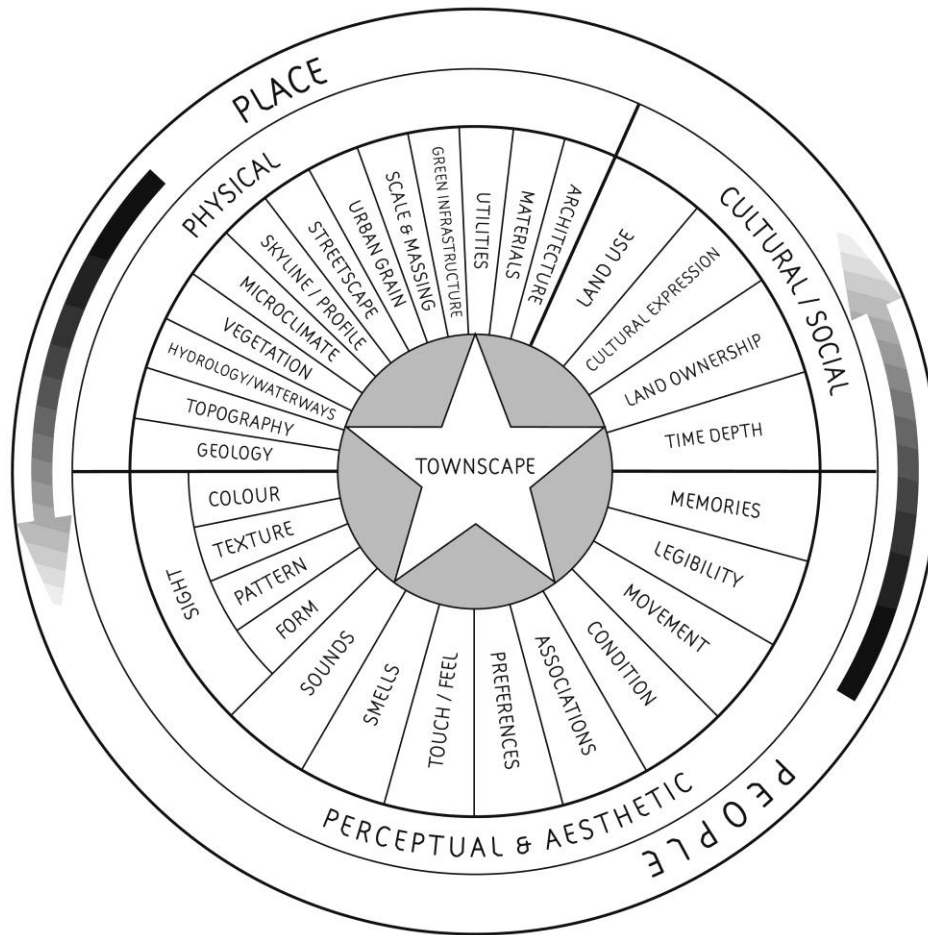 PLACE
PHYSICAL
GEOLOGY
TOPOGRAPHY
HYDROLOGY/WATERWAYS
VEGETATION
MICROCLIMATE
SKYLINE / PROFILE
STREETSCAPE
URBAN GRAIN
SCALE & MASSING
GREEN INFRASTRUCTURE
UTILITIES
MATERIALS
ARCHITECTURE
CULTURAL / SOCIAL
LAND USE
CULTURAL EXPRESSION
LAND OWNERSHIP
TIME DEPTH
TOWNSCAPE
PEOPLE
PERCEPTUAL & AESTHETIC
MEMORIES
LEGIBILITY
MOVEMENT
CONDITION
ASSOCIATIONS
PREFERENCES
TOUCH / FEEL
SMELLS
SOUNDS
SIGHT
FORM
PATTERN
TEXTURE
COLOUR